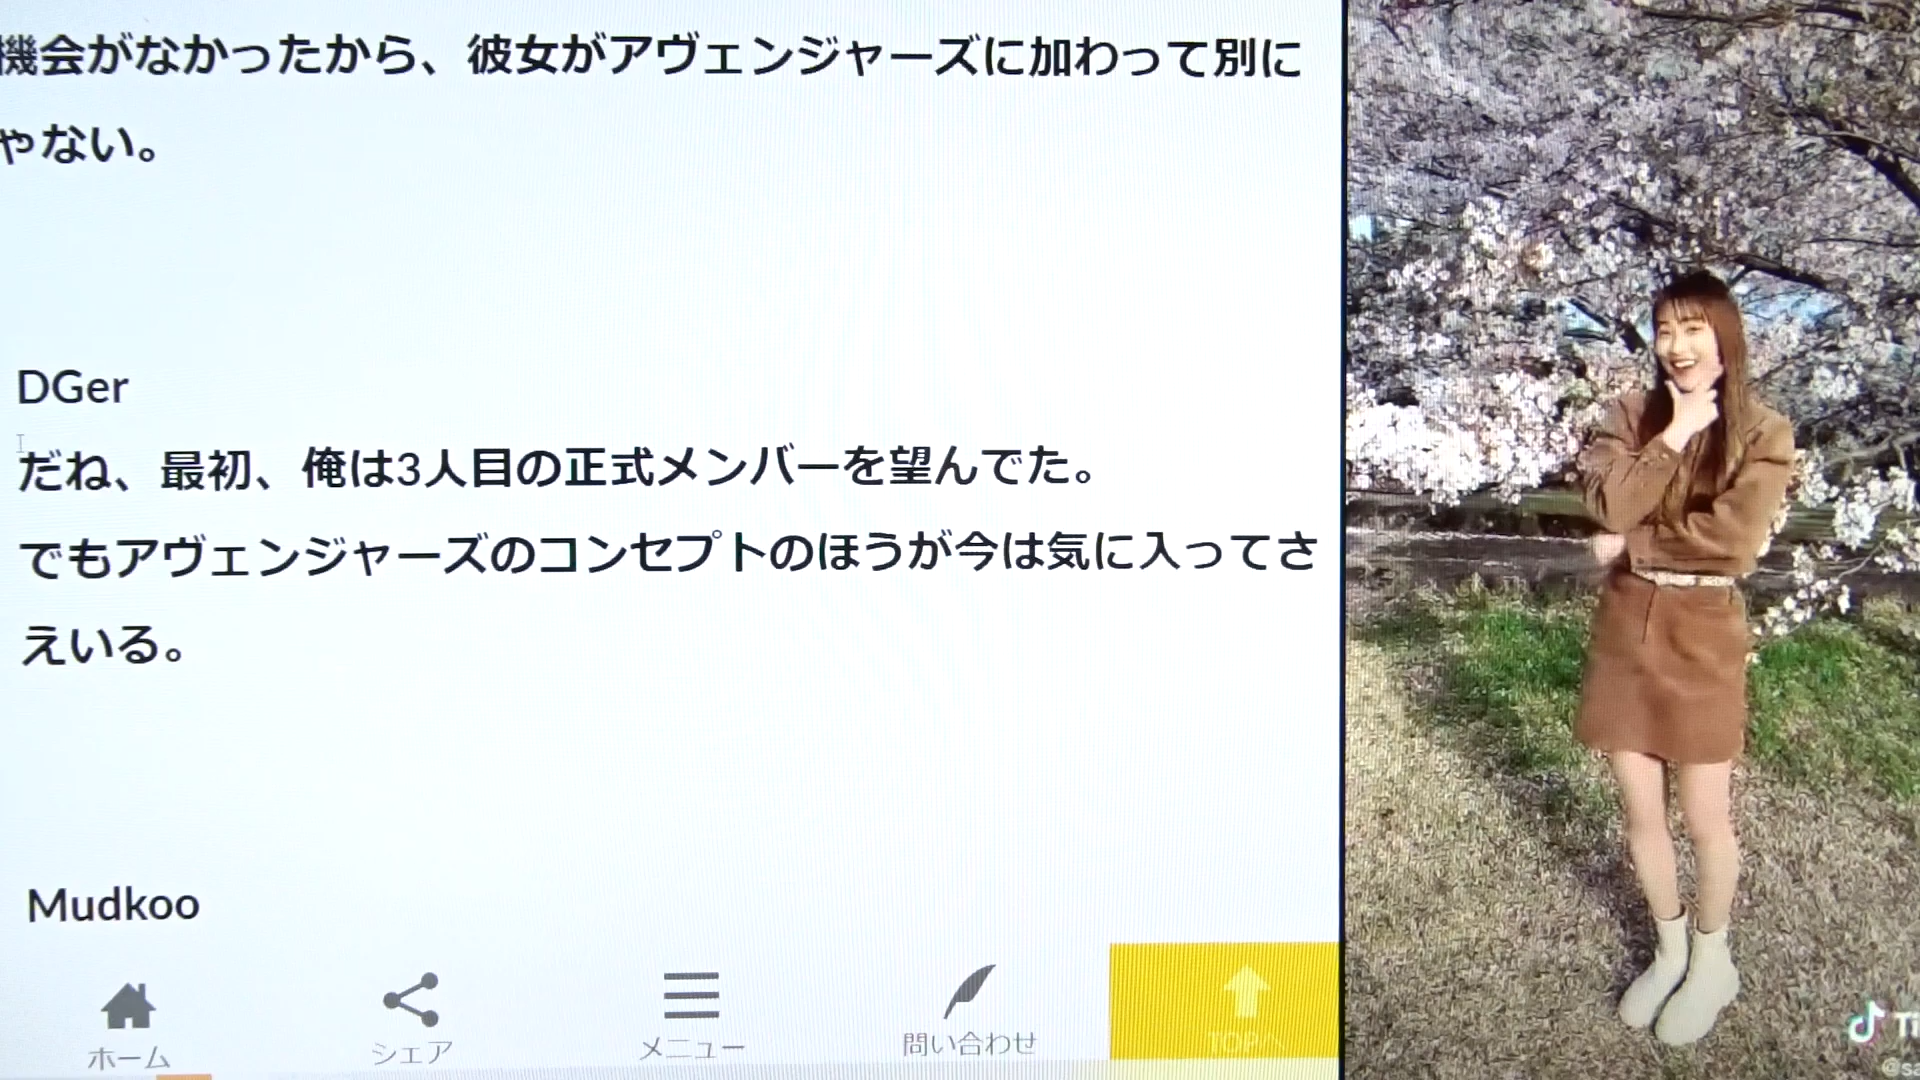 機会がなかったから、彼女がアヴェンジャーズに加わって別に
ゃない。
DGer
だね、最初、俺は3人目の正式メンバーを望んでた。
でもアヴェンジャーズのコンセプトのほうが今は気に入ってさ
えいる。
Mudkoo
ホーム
シェア
メニュー
問い合わせ
TOPへ